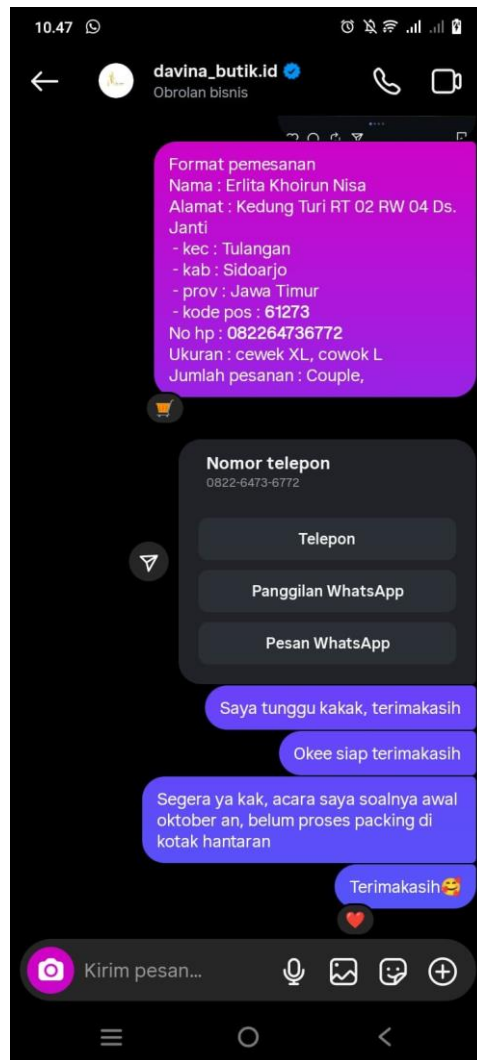 10.47
davina_butik.id
Obrolan bisnis
Format pemesanan
Nama : Erlita Khoirun Nisa
Alamat : Kedung Turi RT 02 RW 04 Ds.
Janti
- kec : Tulangan
- kab : Sidoarjo
- prov : Jawa Timur
- kode pos : 61273
No hp : 082264736772
Ukuran : cewek XL, cowok L
Jumlah pesanan : Couple,
Nomor telepon
0822-6473-6772
Telepon
Panggilan WhatsApp
Pesan WhatsApp
Saya tunggu kakak, terimakasih
Okee siap terimakasih
Segera ya kak, acara saya soalnya awal
oktober an, belum proses packing di
kotak hantaran
Terimakasih🥰
Kirim pesan...